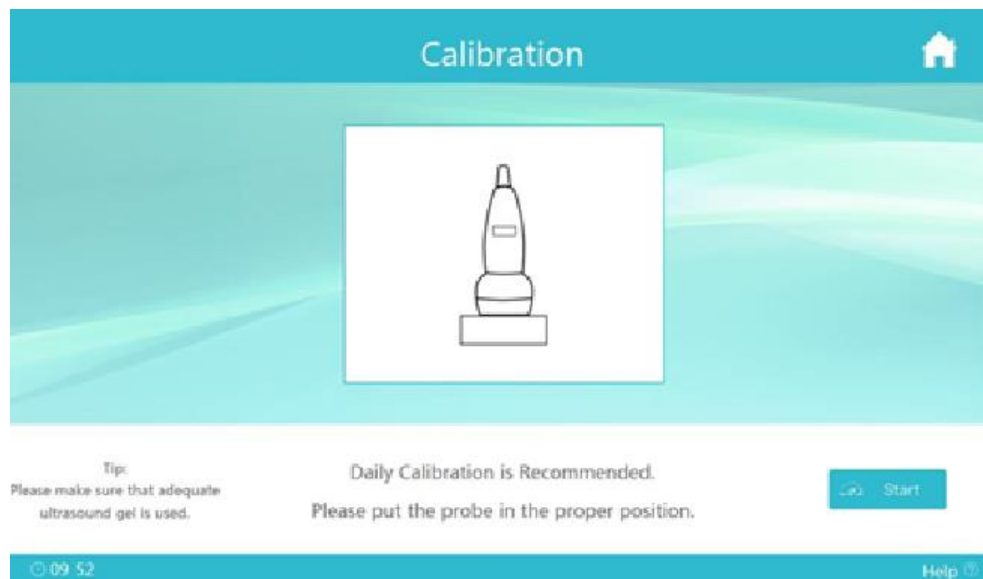 Calibration
Tip:
Please make sure that adequate
ultrasound gel is used.
Daily Calibration is Recommended.
Please put the probe in the proper position.
Start
09 52
Help